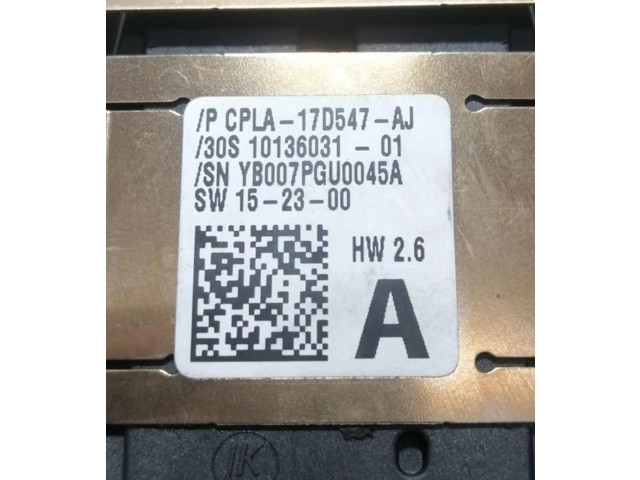 /P CPLA-17D547-AJ
/30S 10136031 - 01
/SN YB007PGU0045A
SW 15-23-00
HW 2.6
A